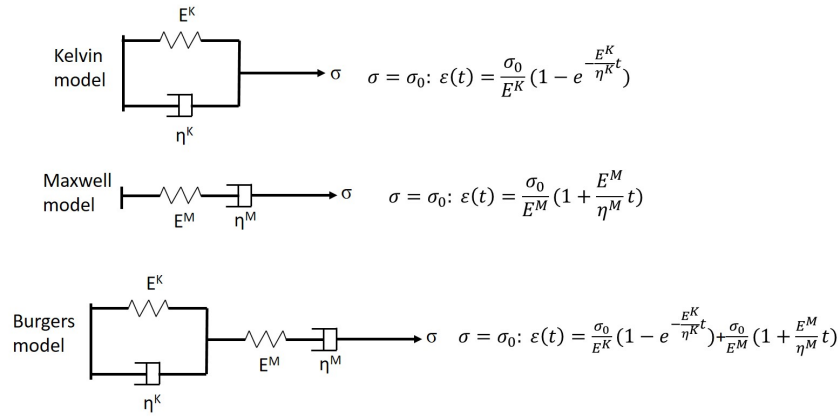 E^K
Kelvin model
σ
σ = σ₀: ε(t) = σ₀/E^K (1 − e^(−(E^K/η^K)t))
η^K
Maxwell model
σ
σ = σ₀: ε(t) = σ₀/E^M (1 + (E^M/η^M)t)
E^M
η^M
E^K
Burgers model
σ
σ = σ₀: ε(t) = σ₀/E^K (1 − e^(−(E^K/η^K)t))+σ₀/E^M (1 + (E^M/η^M)t)
E^M
η^M
η^K